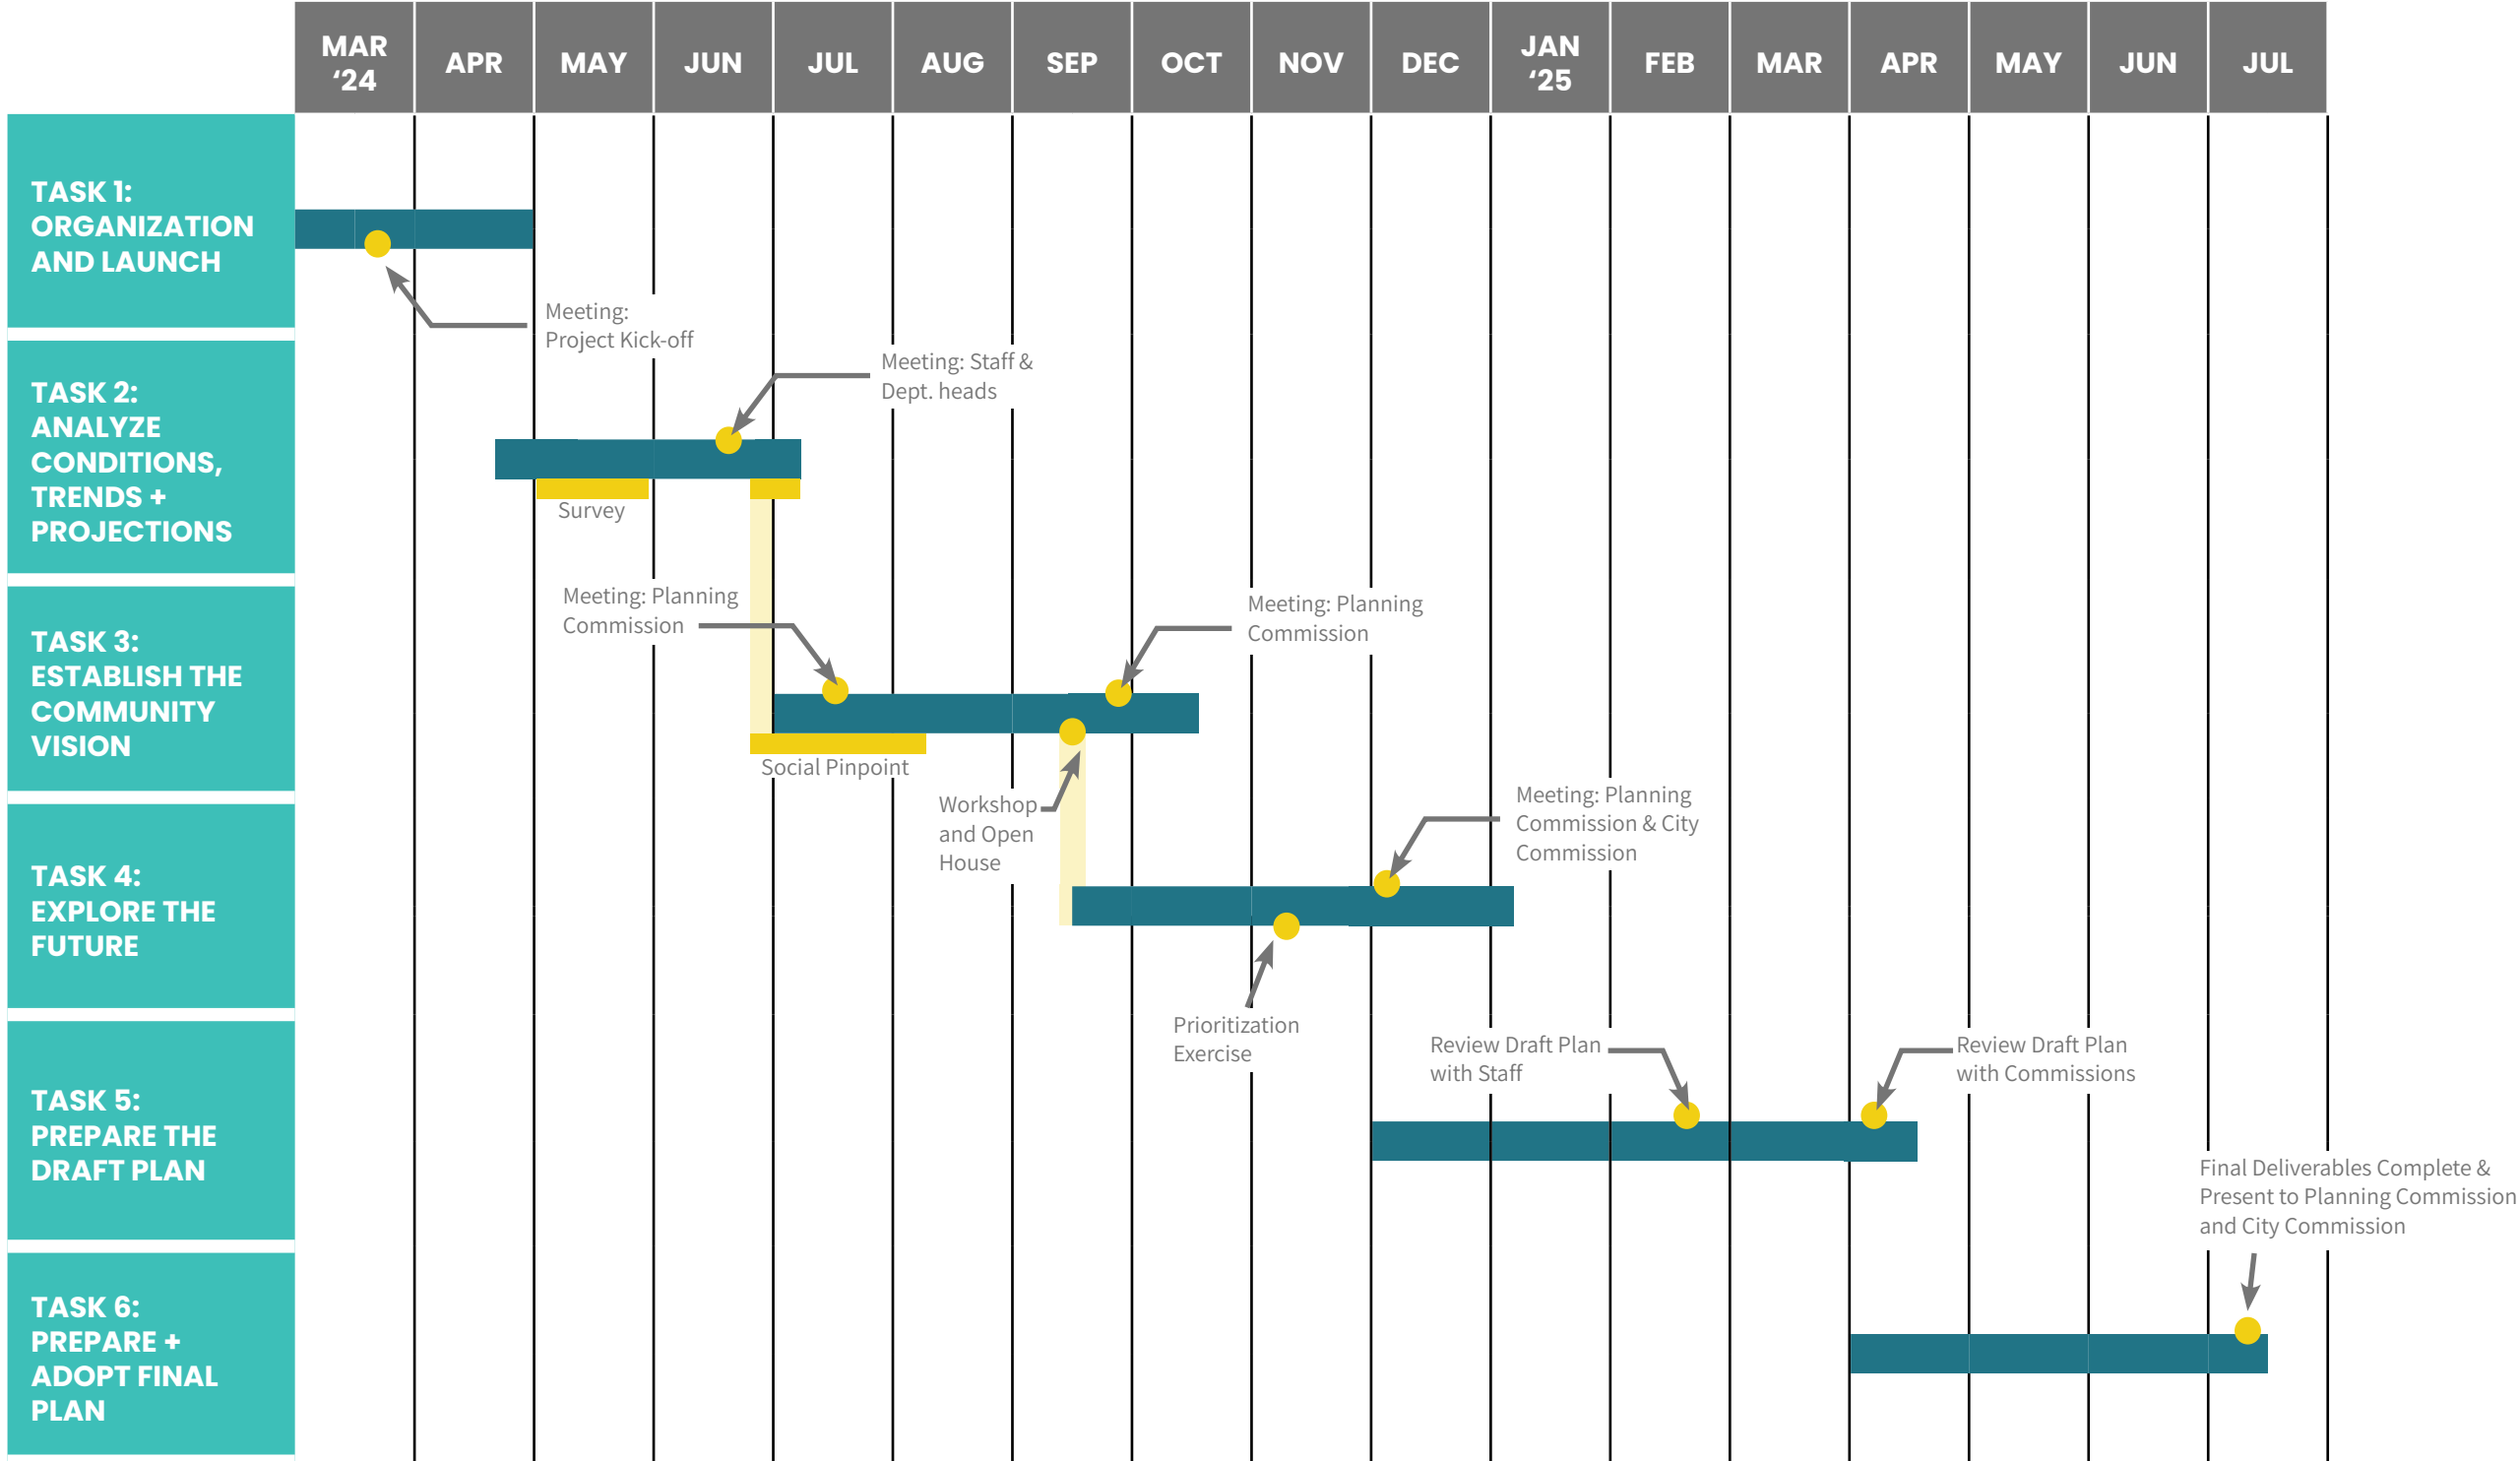 MAR
‘24
APR
MAY
JUN
JUL
AUG
SEP
OCT
NOV
DEC
JAN
‘25
FEB
MAR
APR
MAY
JUN
JUL
TASK 1:
ORGANIZATION
AND LAUNCH
Meeting:
Project Kick-off
TASK 2:
ANALYZE
CONDITIONS,
TRENDS +
PROJECTIONS
Meeting: Staff &
Dept. heads
Survey
TASK 3:
ESTABLISH THE
COMMUNITY
VISION
Meeting: Planning
Commission
Meeting: Planning
Commission
Social Pinpoint
Workshop
and Open
House
TASK 4:
EXPLORE THE
FUTURE
Meeting: Planning
Commission & City
Commission
Prioritization
Exercise
TASK 5:
PREPARE THE
DRAFT PLAN
Review Draft Plan
with Staff
Review Draft Plan
with Commissions
Final Deliverables Complete &
Present to Planning Commission
and City Commission
TASK 6:
PREPARE +
ADOPT FINAL
PLAN